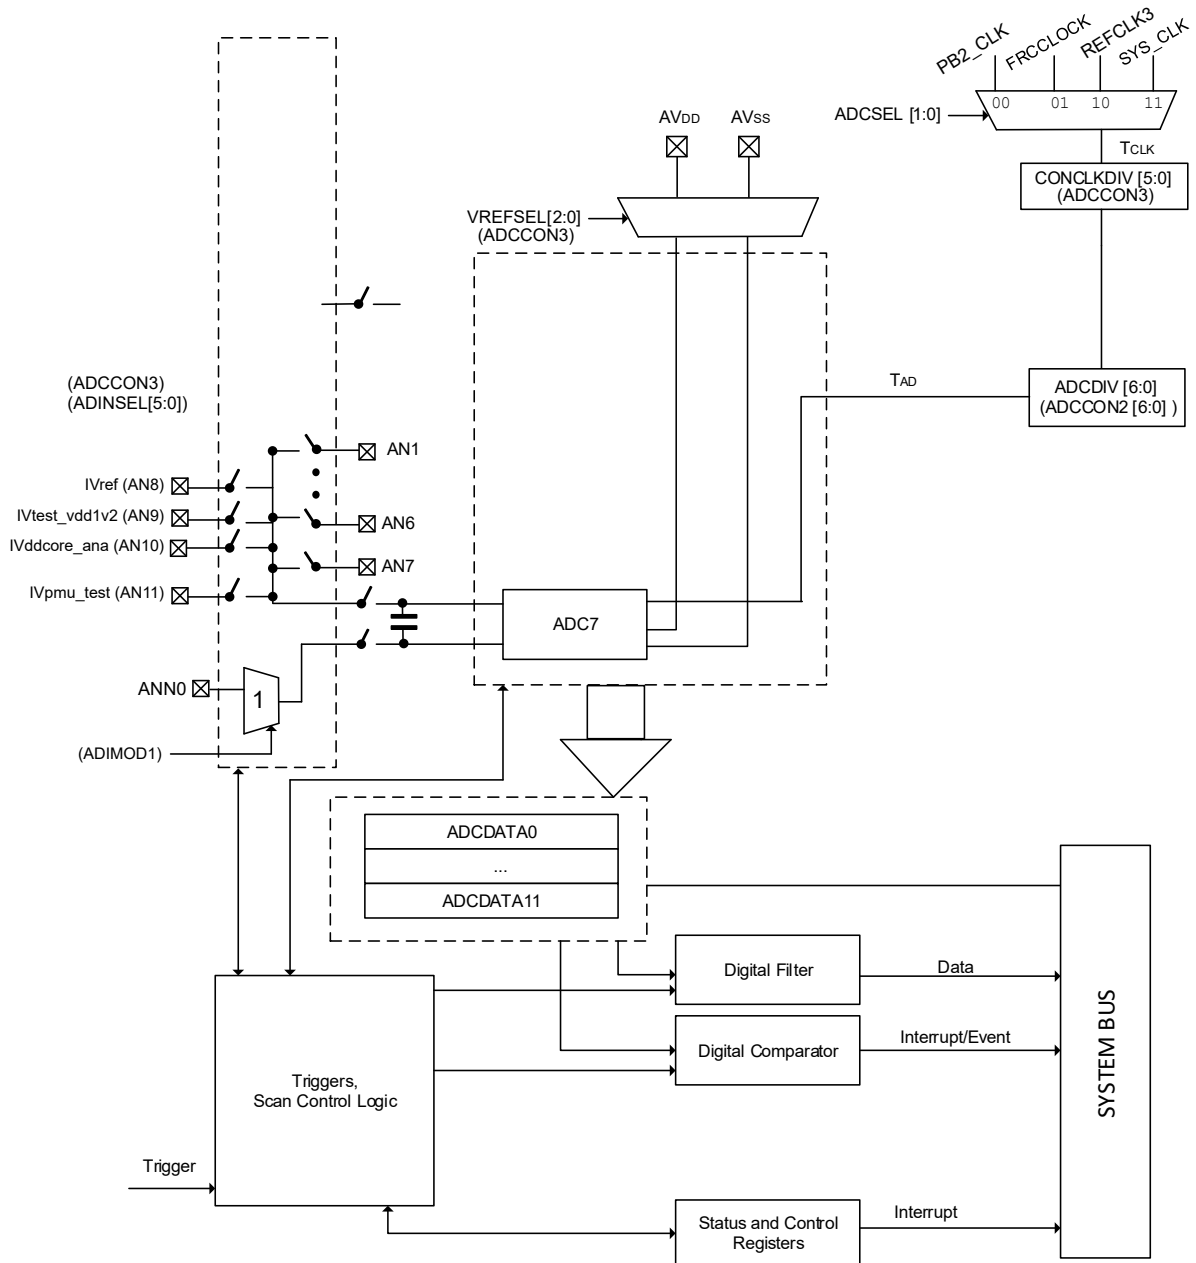 PB2_CLK
FRCCLOCK
REFCLK3
SYS_CLK
00 01 10 11
ADCSEL [1:0]
AVDD AVSS
TCLK
CONCLKDIV [5:0]
(ADCCON3)
VREFSEL[2:0]
(ADCCON3)
(ADCCON3)
(ADINSEL[5:0])
TAD
ADCDIV [6:0]
(ADCCON2 [6:0] )
AN1
IVref (AN8)
IVtest_vdd1v2 (AN9)
AN6
IVddcore_ana (AN10)
AN7
IVpmu_test (AN11)
ADC7
ANN0
1
(ADIMOD1)
ADCDATA0
...
ADCDATA11
Digital Filter
Data
Digital Comparator
Interrupt/Event
SYSTEM BUS
Triggers,
Scan Control Logic
Trigger
Status and Control
Registers
Interrupt